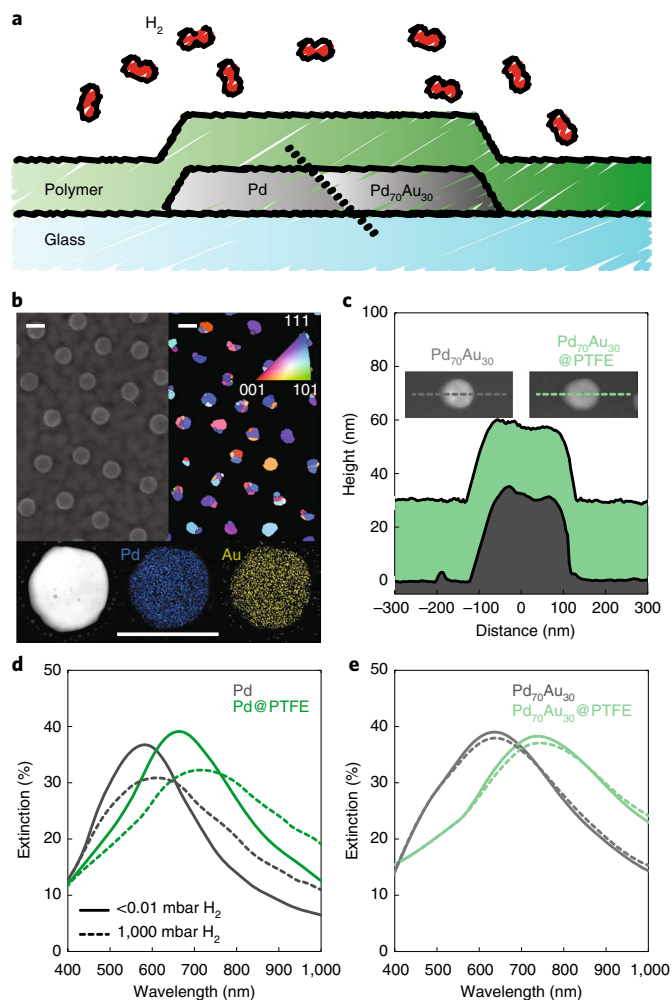 a
H2
Polymer
Pd
Pd70Au30
Glass
b
111
001
101
Pd
Au
c
100
80
60
40
20
0
Height (nm)
Pd70Au30
Pd70Au30
@PTFE
–300
–200
–100
0
100
200
300
Distance (nm)
d
50
40
30
20
10
0
Extinction (%)
Pd
Pd@PTFE
<0.01 mbar H2
1,000 mbar H2
400
500
600
700
800
900
1,000
Wavelength (nm)
e
50
40
30
20
10
0
Extinction (%)
Pd70Au30
Pd70Au30@PTFE
400
500
600
700
800
900
1,000
Wavelength (nm)